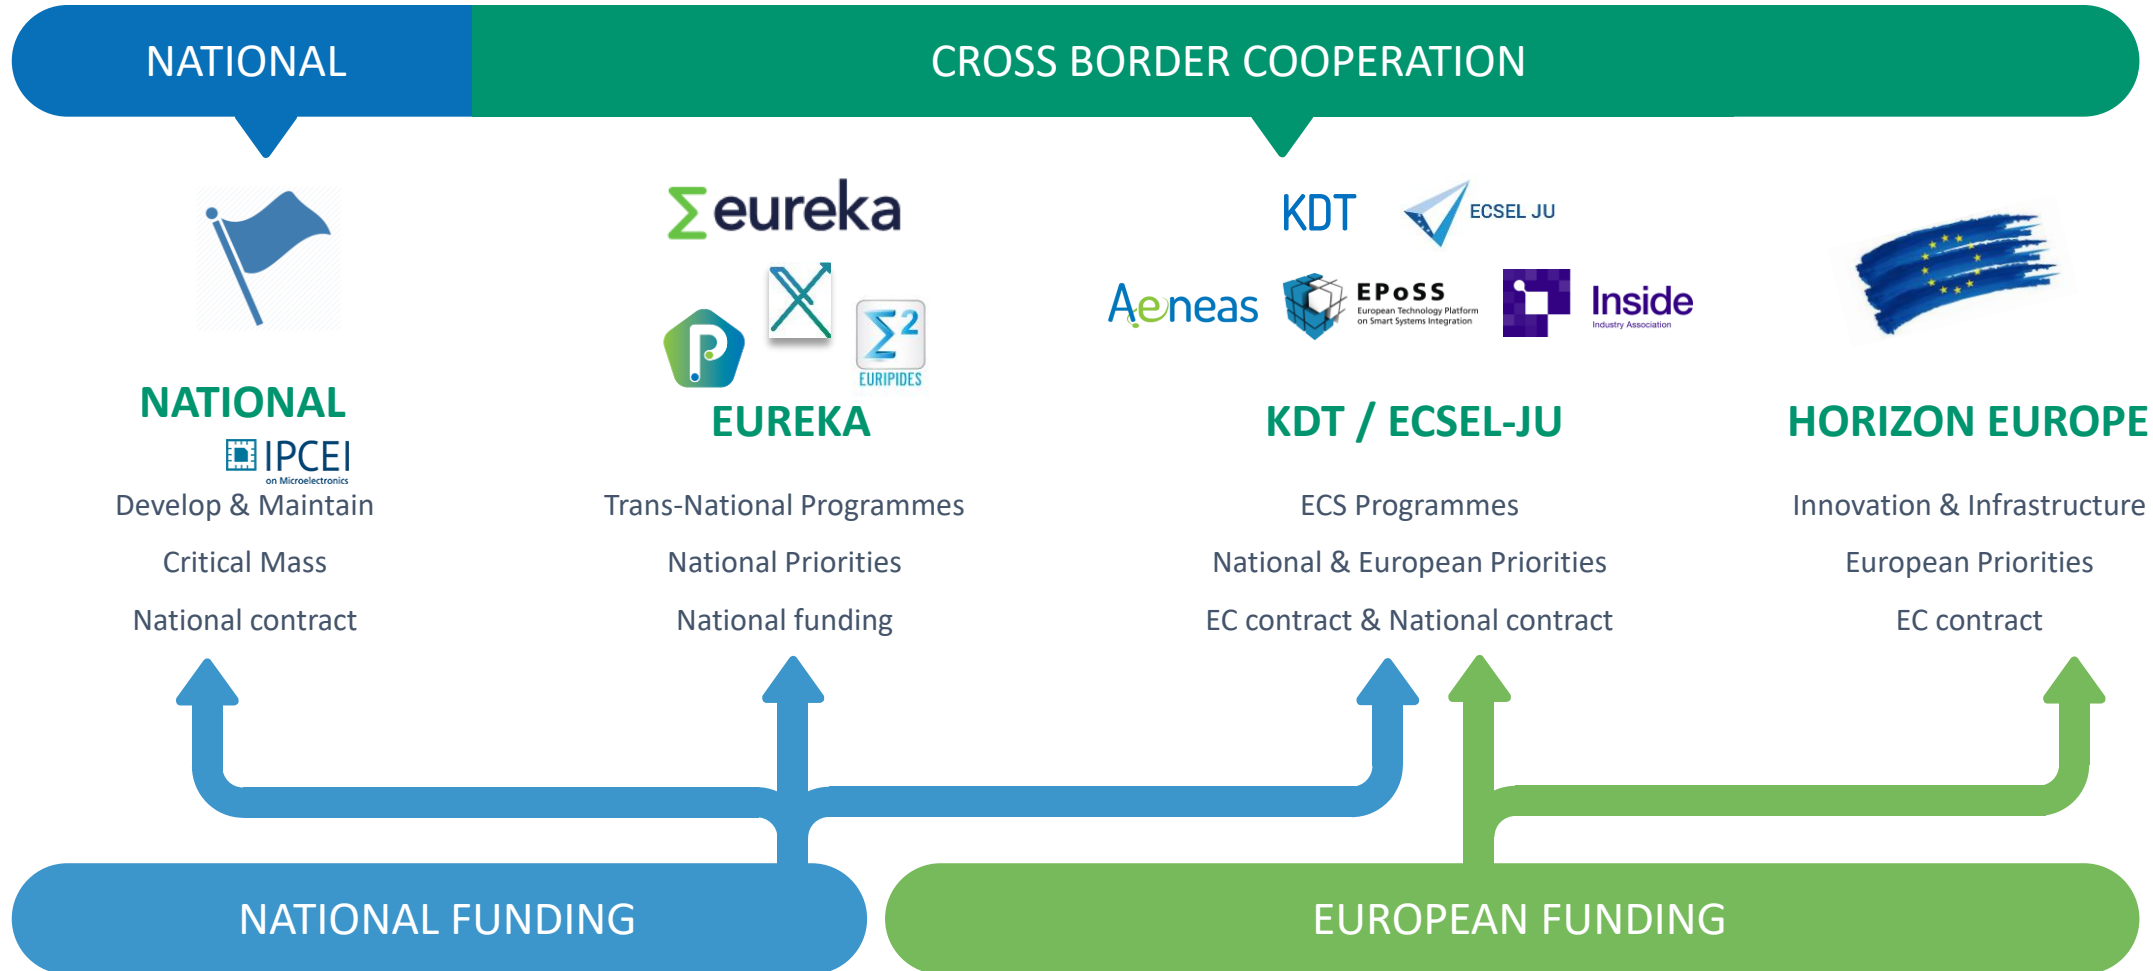 NATIONAL
CROSS BORDER COOPERATION
eureka
EURIPIDES
KDT
ECSEL JU
Aeneas
EPoSS
European Technology Platform
on Smart Systems Integration
Inside
Industry Association
NATIONAL
IPCEI
on Microelectronics
Develop & Maintain
Critical Mass
National contract
EUREKA
Trans-National Programmes
National Priorities
National funding
KDT / ECSEL-JU
ECS Programmes
National & European Priorities
EC contract & National contract
HORIZON EUROPE
Innovation & Infrastructure
European Priorities
EC contract
NATIONAL FUNDING
EUROPEAN FUNDING